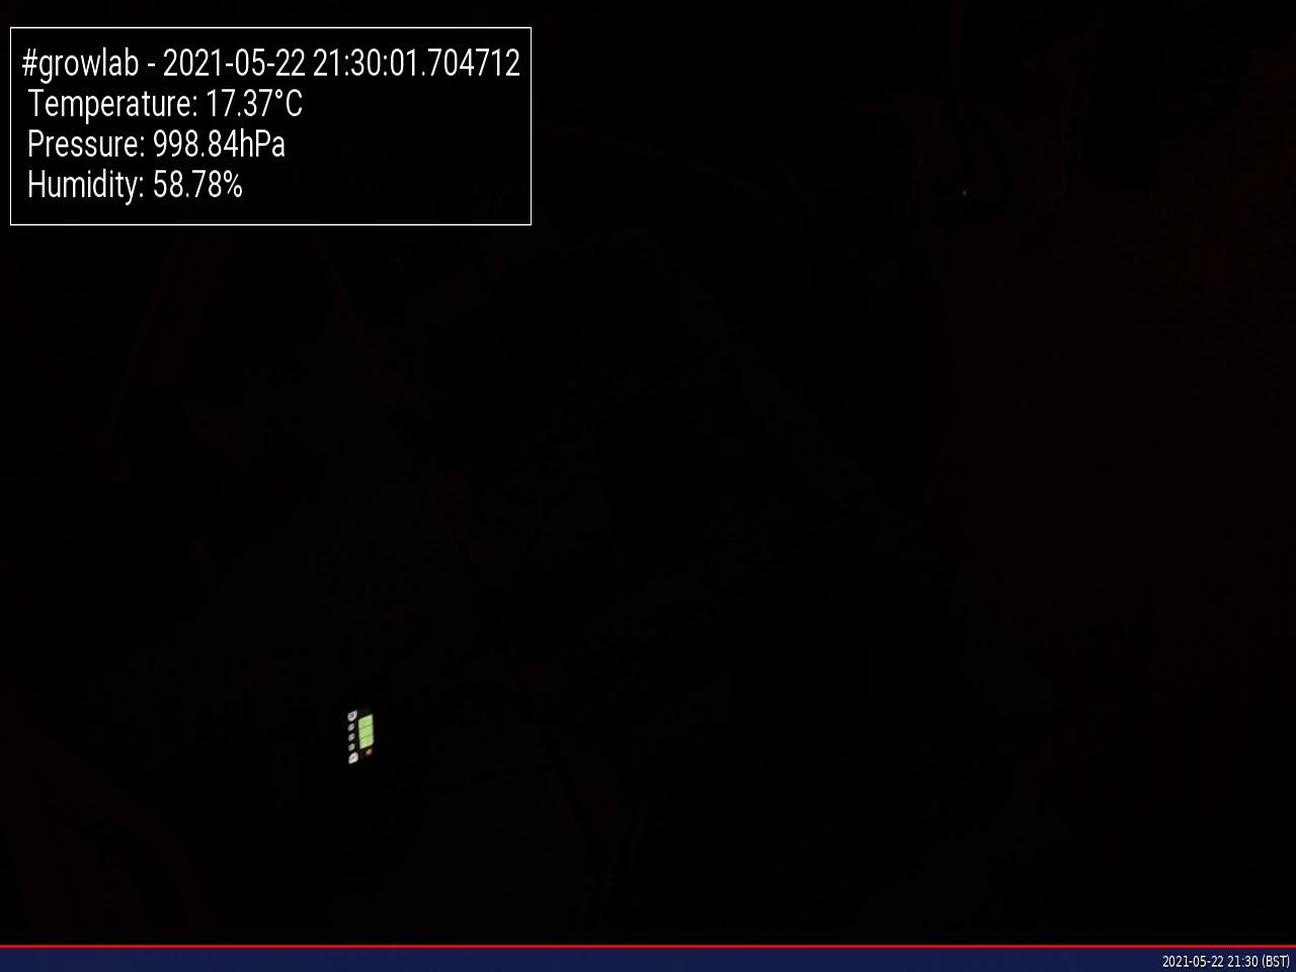 #growlab - 2021-05-22 21:30:01.704712
Temperature: 17.37°C
Pressure: 998.84hPa
Humidity: 58.78%
2021-05-22 21:30 (BST)